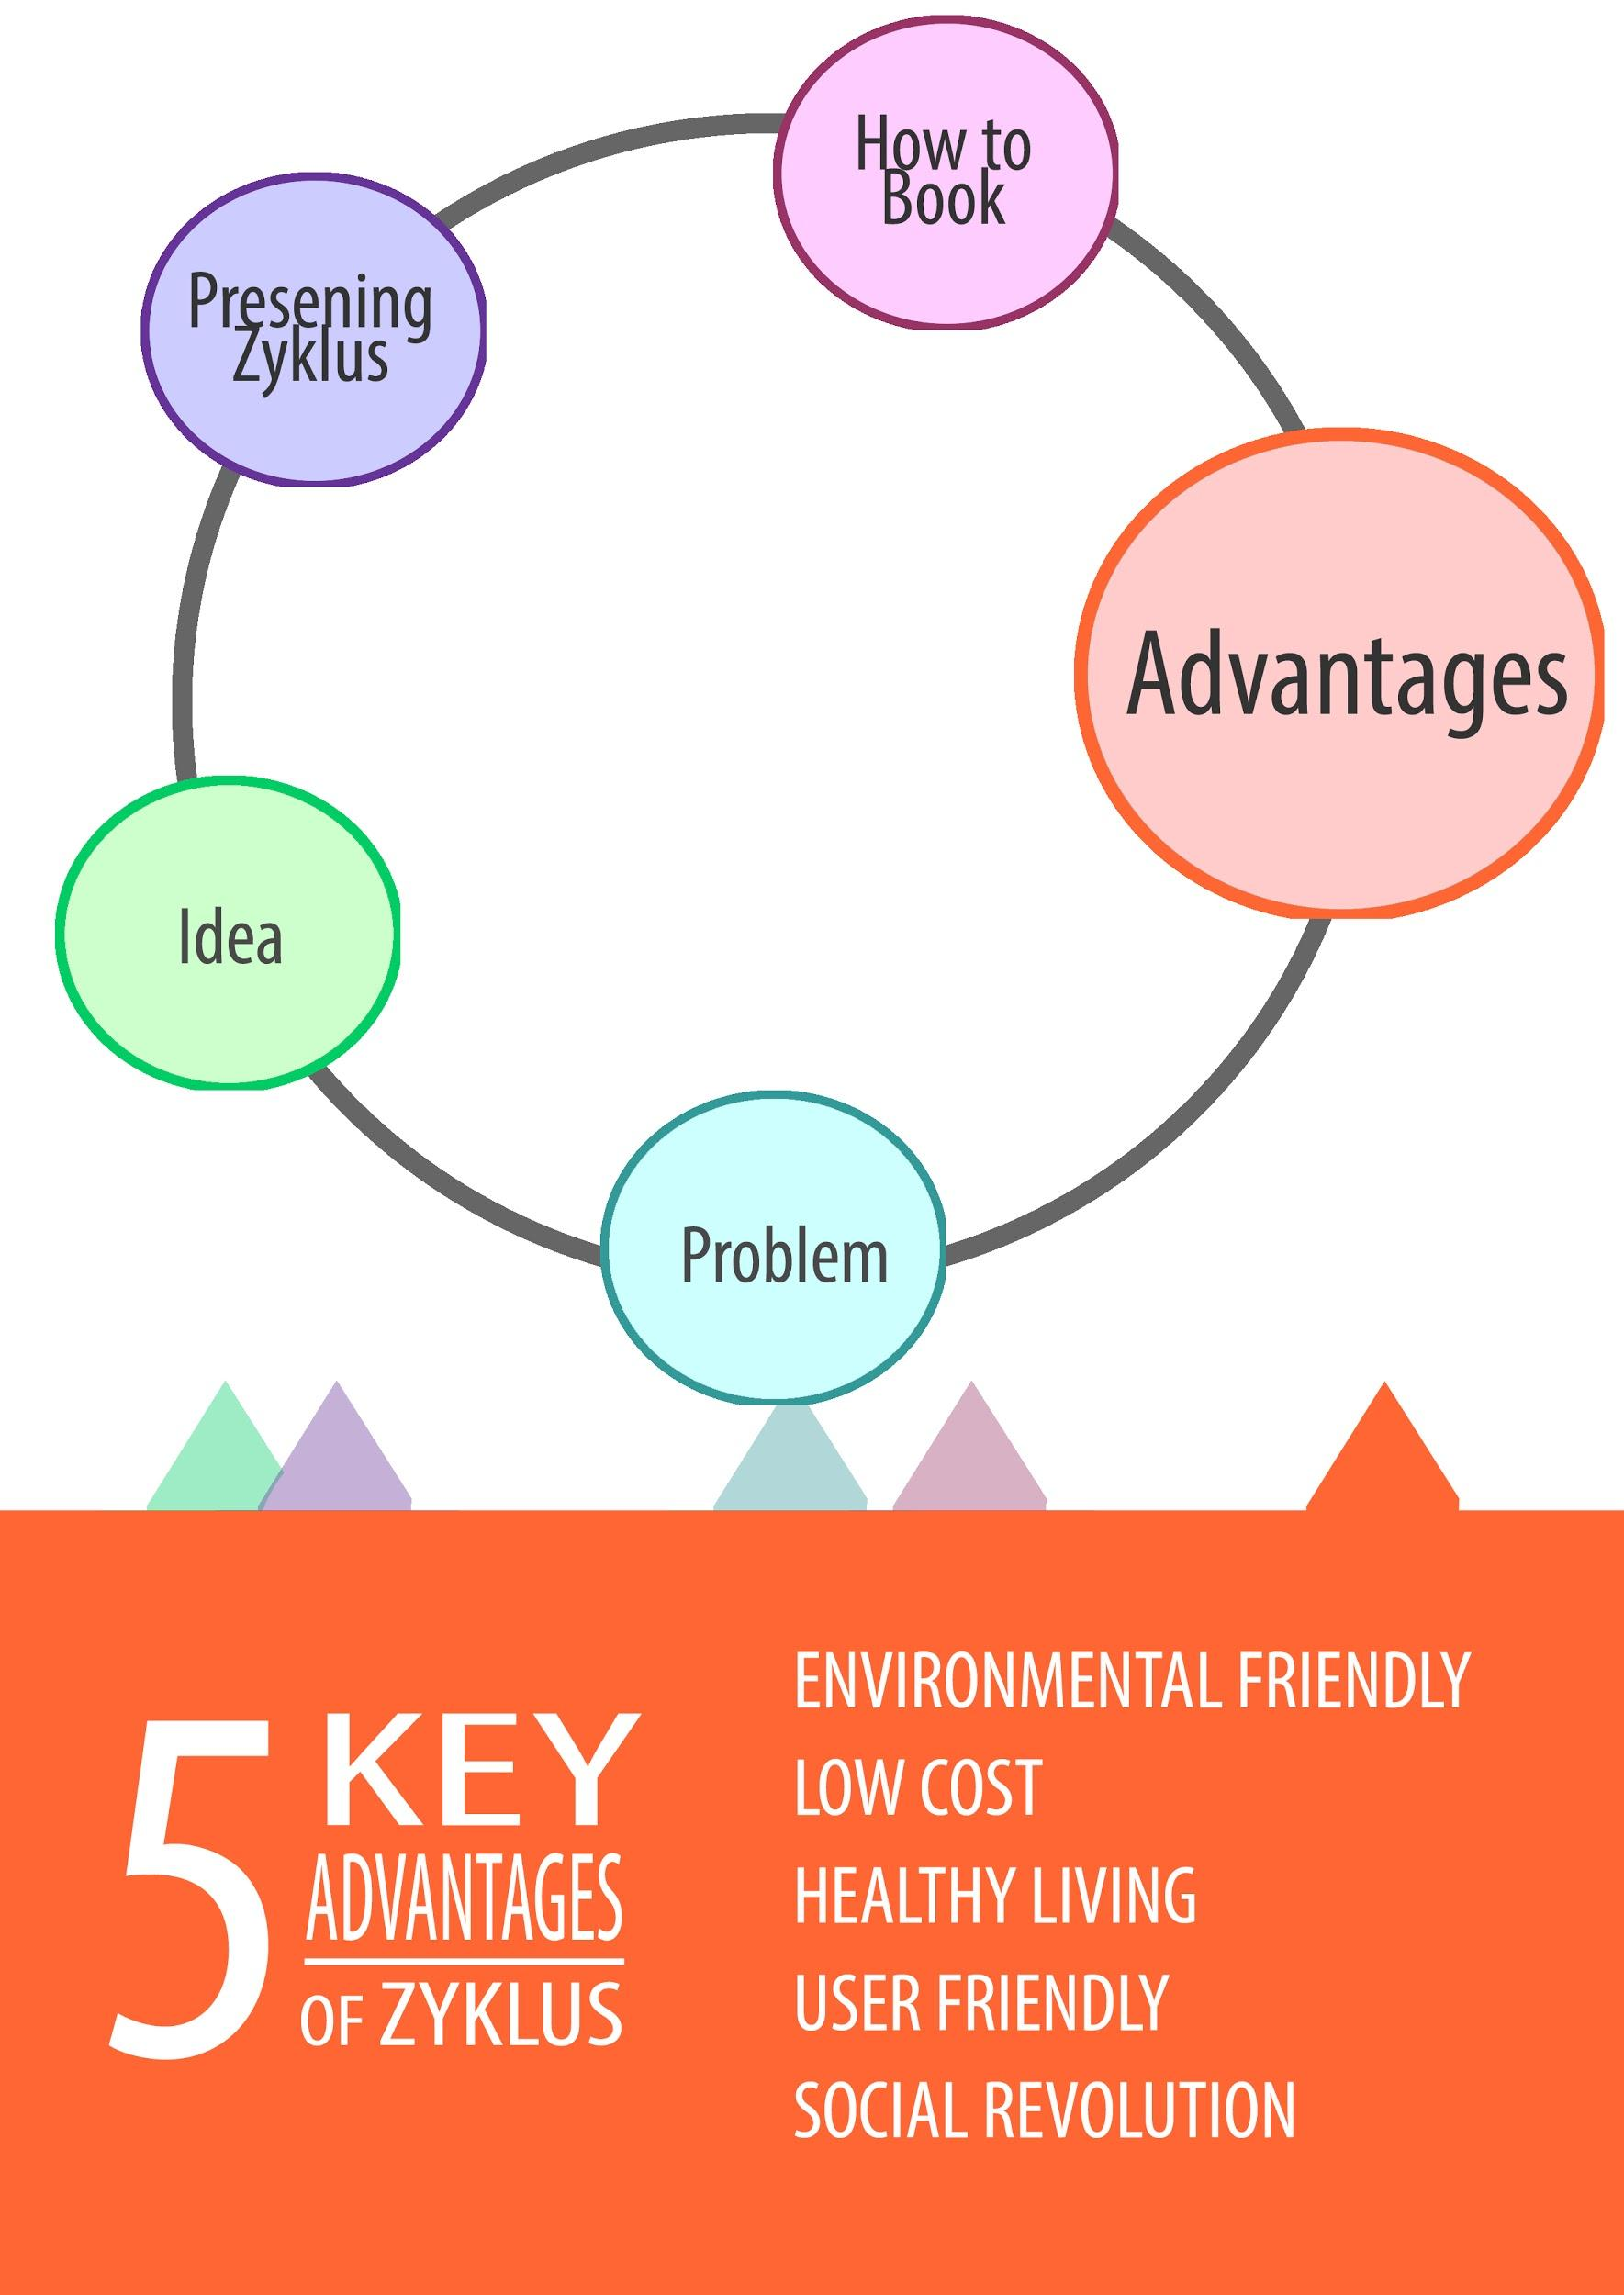 How to
Book
Presening
Zyklus
Advantages
Idea
Problem
5
KEY
ADVANTAGES
OF ZYKLUS
ENVIRONMENTAL FRIENDLY
LOW COST
HEALTHY LIVING
USER FRIENDLY
SOCIAL REVOLUTION